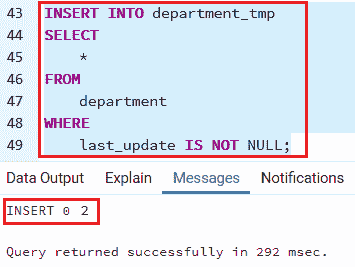 43 INSERT INTO department_tmp
44 SELECT
45     *
46 FROM
47     department
48 WHERE
49     last_update IS NOT NULL;
Data Output Explain Messages Notifications
INSERT 0 2
Query returned successfully in 292 msec.